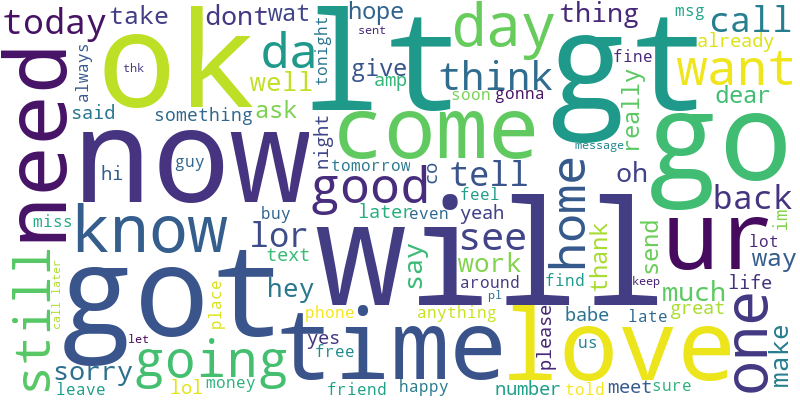 today
take
dont
wat
hope
thing
msg
call
ok
lt
day
gt
sent
always
thk
da
tonight
give
think
fine
already
want
need
well
amp
soon
gonna
really
dear
said
something
ask
come
go
now
night
message
hi
guy
tomorrow
good
co
tell
oh
home
back
feel
miss
know
buy
later
even
yeah
ur
im
lor
see
say
work
thank
send
lot
way
still
call later
got
text
hey
will
around
find
keep
life
place
pl
much
one
phone
anything
please
babe
great
time
love
us
late
make
let
yes
free
sorry
going
leave
lol
money
friend
happy
number
told
meet
sure